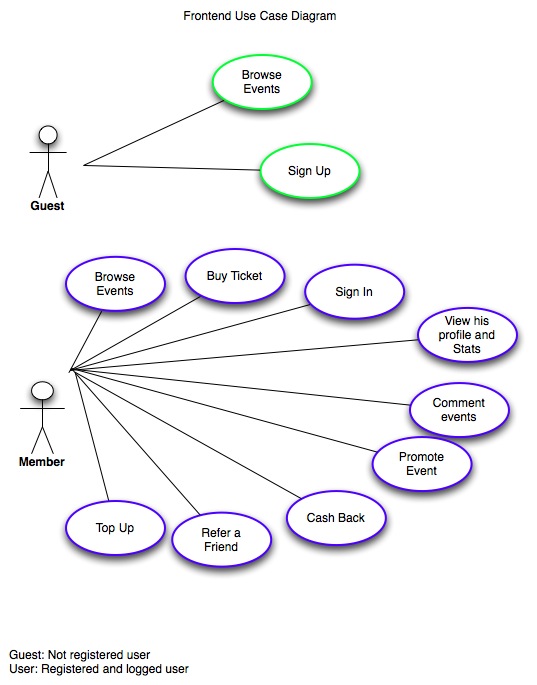 Frontend Use Case Diagram
Browse
Events
Sign Up
Guest
Browse
Events
Buy Ticket
Sign In
View his
profile and
Stats
Comment
events
Promote
Event
Member
Cash Back
Top Up
Refer a
Friend
Guest: Not registered user
User: Registered and logged user